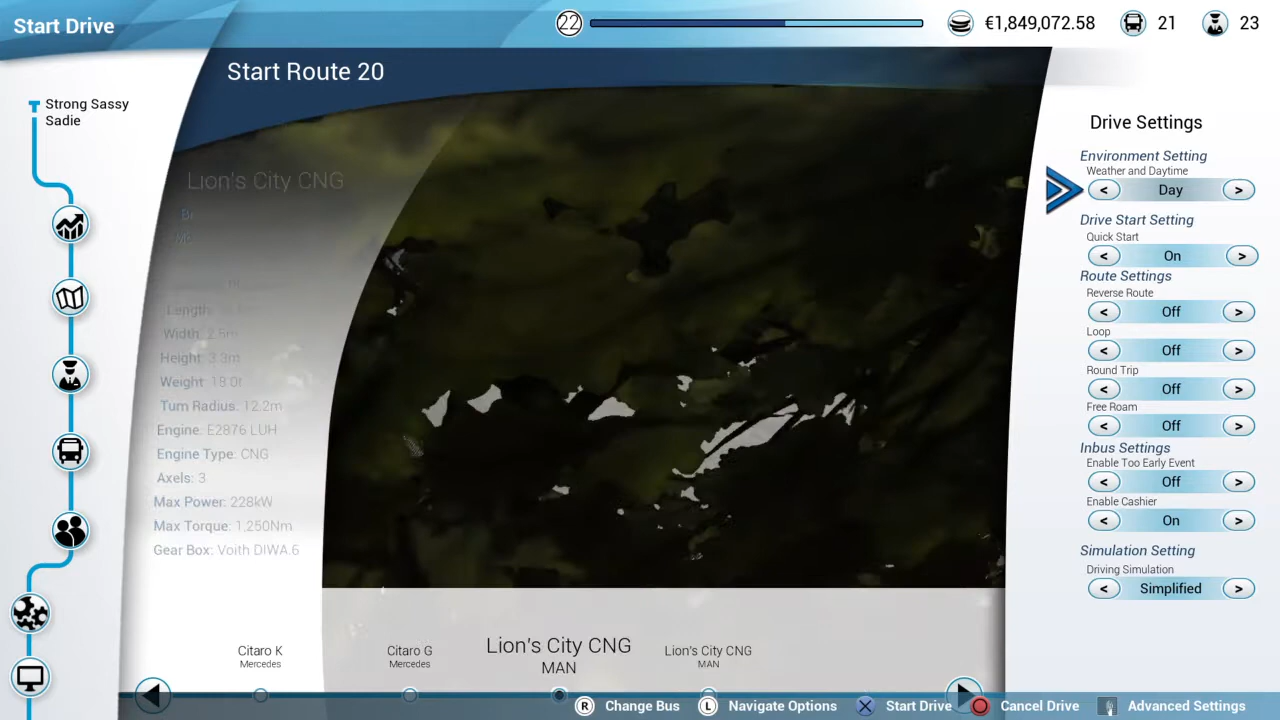 Start Drive
22
€1,849,072.58
21
23
Strong Sassy
Sadie
Start Route 20
Lion's City CNG
Length:
Width: 2.5m
Height: 3.3m
Weight: 18.0t
Turn Radius: 12.2m
Engine: E2876 LUH
Engine Type: CNG
Axels: 3
Max Power: 228kW
Max Torque: 1,250Nm
Gear Box: Voith DIWA.6
Drive Settings
Environment Setting
Weather and Daytime
< Day >
Drive Start Setting
Quick Start
< On >
Route Settings
Reverse Route
< Off >
Loop
< Off >
Round Trip
< Off >
Free Roam
< Off >
Inbus Settings
Enable Too Early Event
< Off >
Enable Cashier
< On >
Simulation Setting
Driving Simulation
< Simplified >
Citaro K
Mercedes
Citaro G
Mercedes
Lion's City CNG
MAN
Lion's City CNG
MAN
R Change Bus L Navigate Options Start Drive Cancel Drive Advanced Settings